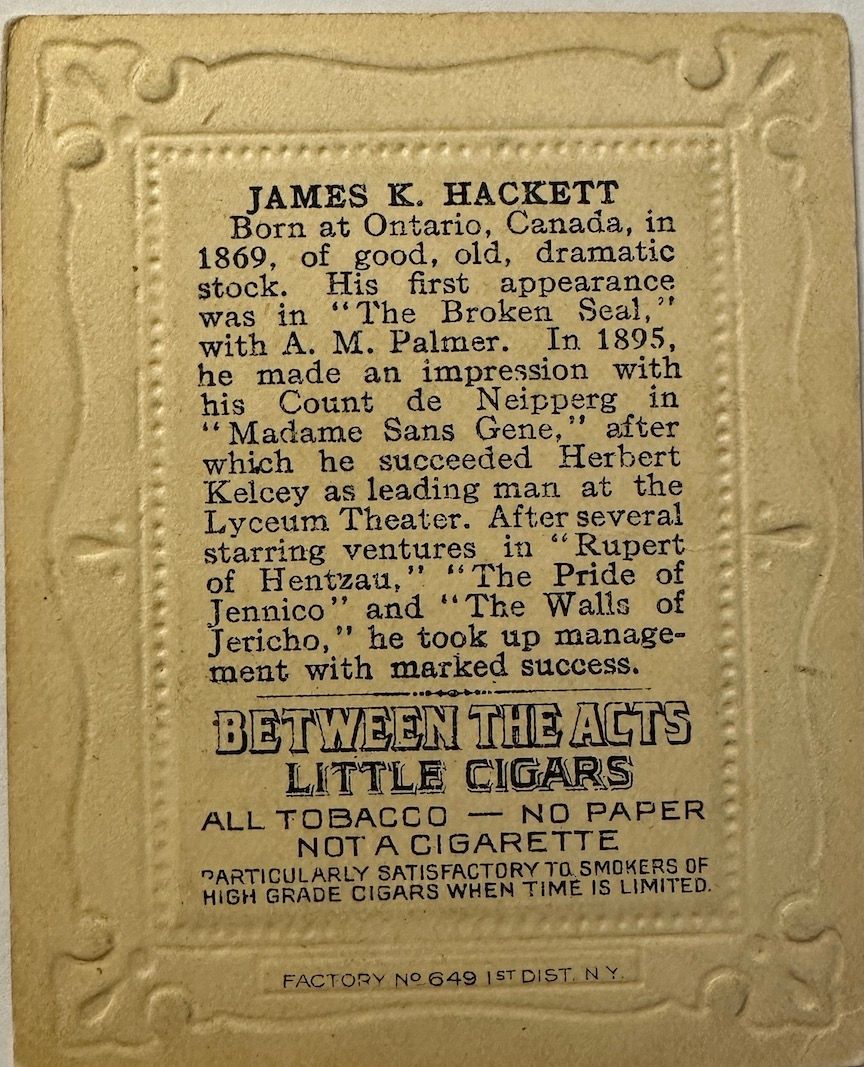 JAMES K. HACKETT
Born at Ontario, Canada, in
1869, of good, old, dramatic
stock. His first appearance
was in "The Broken Seal,"
with A. M. Palmer. In 1895,
he made an impression with
his Count de Neipperg in
"Madame Sans Gene," after
which he succeeded Herbert
Kelcey as leading man at the
Lyceum Theater. After several
starring ventures in "Rupert
of Hentzau," "The Pride of
Jennico" and "The Walls of
Jericho," he took up manage-
ment with marked success.
BETWEEN THE ACTS
LITTLE CIGARS
ALL TOBACCO — NO PAPER
NOT A CIGARETTE
PARTICULARLY SATISFACTORY TO SMOKERS OF
HIGH GRADE CIGARS WHEN TIME IS LIMITED.
FACTORY No 649 1ST DIST. N.Y.